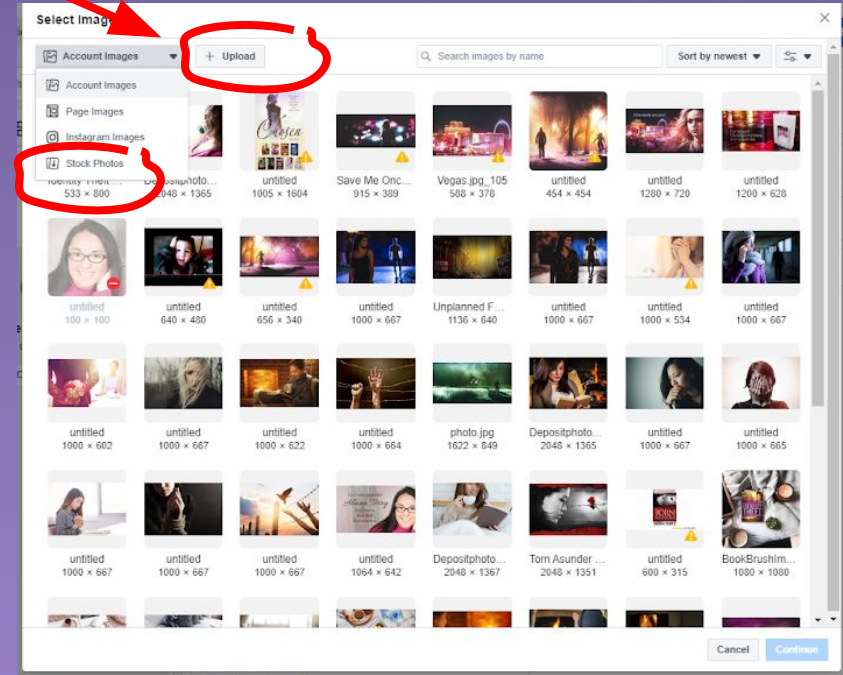 Select Imag
Account Images
Upload
Search images by name
Sort by newest
Account Images
Page Images
Instagram Images
Stock Photos
Identity Theft ...
533 × 800
Depositphoto...
2048 × 1365
untitled
1005 × 1604
Save Me Onc...
915 × 389
Vegas.jpg_105
588 × 378
untitled
454 × 454
untitled
1280 × 720
untitled
1200 × 628
untitled
100 × 100
untitled
640 × 480
untitled
656 × 340
untitled
1000 × 667
Unplanned F...
1136 × 640
untitled
1000 × 667
untitled
1000 × 534
untitled
1000 × 667
untitled
1000 × 602
untitled
1000 × 667
untitled
1000 × 622
untitled
1000 × 664
photo.jpg
1622 × 849
Depositphoto...
2048 × 1365
untitled
1000 × 667
untitled
1000 × 665
untitled
1000 × 667
untitled
1000 × 667
untitled
1000 × 667
untitled
1064 × 642
Depositphoto...
2048 × 1367
Torn Asunder ...
2048 × 1351
untitled
600 × 315
BookBrushIm...
1080 × 1080
Chosen
TORN
Cancel
Continue